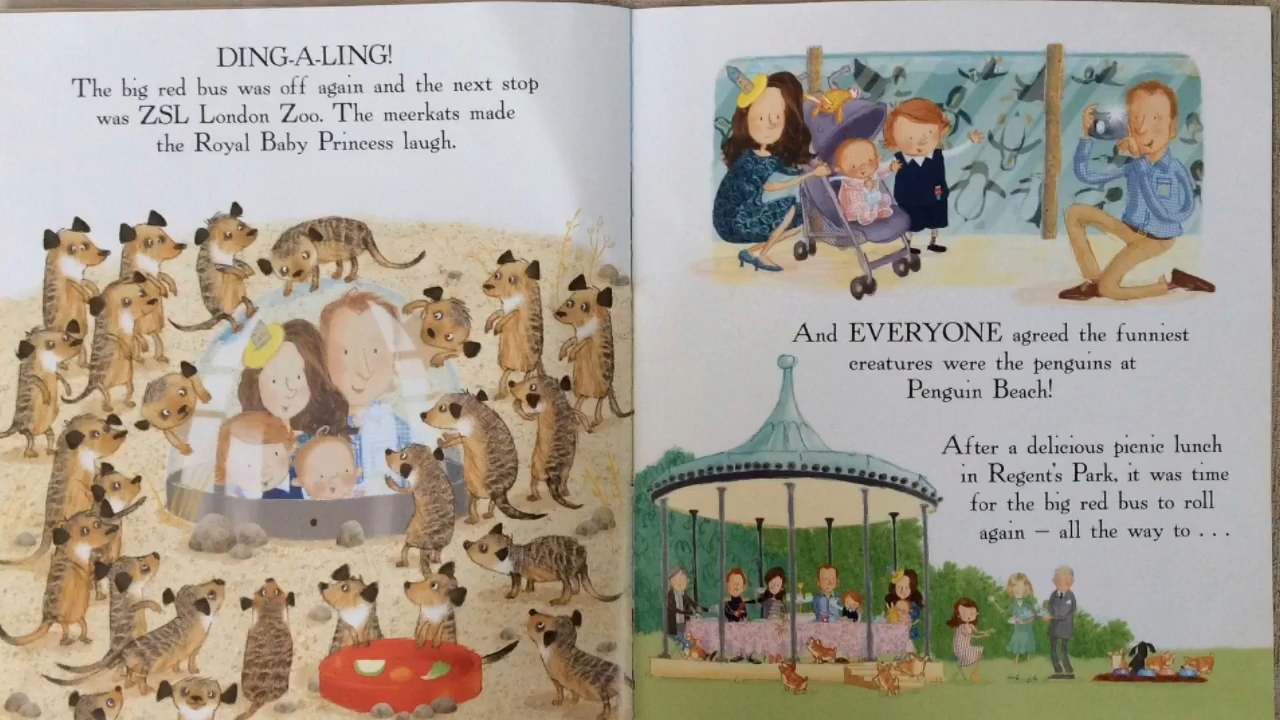 DING-A-LING!
The big red bus was off again and the next stop
was ZSL London Zoo. The meerkats made
the Royal Baby Princess laugh.
And EVERYONE agreed the funniest
creatures were the penguins at
Penguin Beach!
After a delicious picnic lunch
in Regent's Park, it was time
for the big red bus to roll
again – all the way to . . .